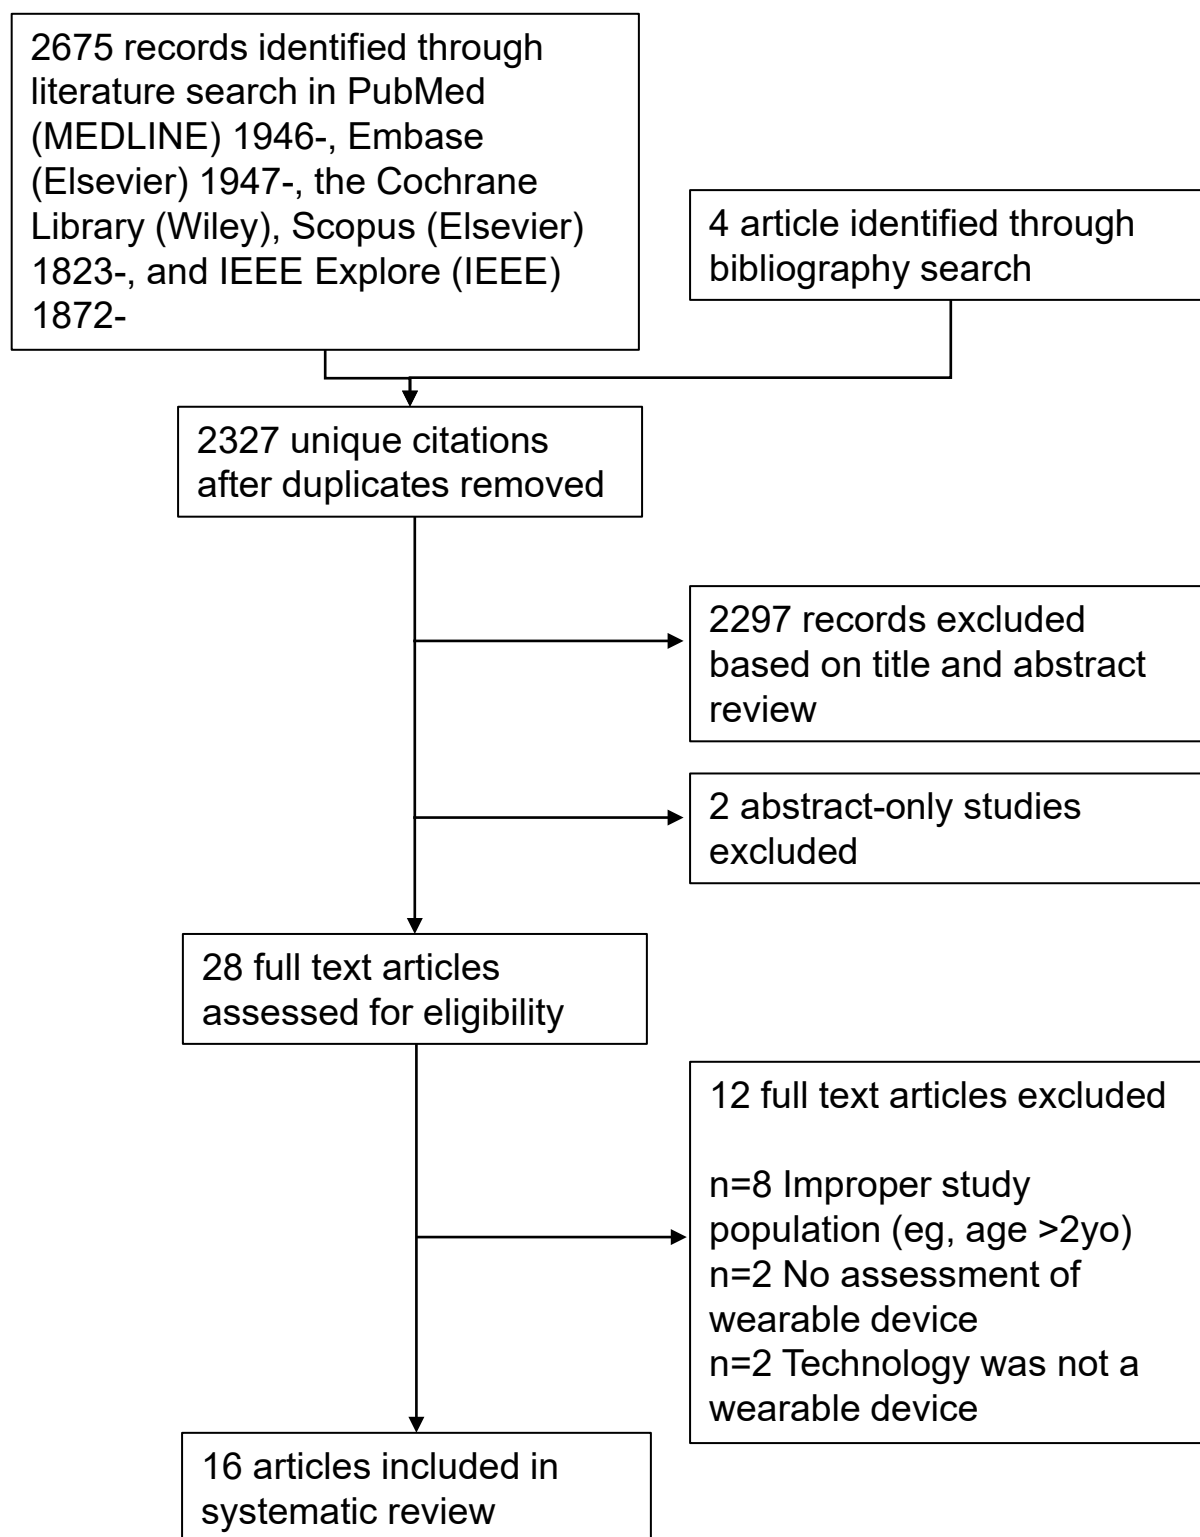 2675 records identified through
literature search in PubMed
(MEDLINE) 1946-, Embase
(Elsevier) 1947-, the Cochrane
Library (Wiley), Scopus (Elsevier)
1823-, and IEEE Explore (IEEE)
1872-
4 article identified through
bibliography search
2327 unique citations
after duplicates removed
2297 records excluded
based on title and abstract
review
2 abstract-only studies
excluded
28 full text articles
assessed for eligibility
12 full text articles excluded
n=8 Improper study
population (eg, age >2yo)
n=2 No assessment of
wearable device
n=2 Technology was not a
wearable device
16 articles included in
systematic review